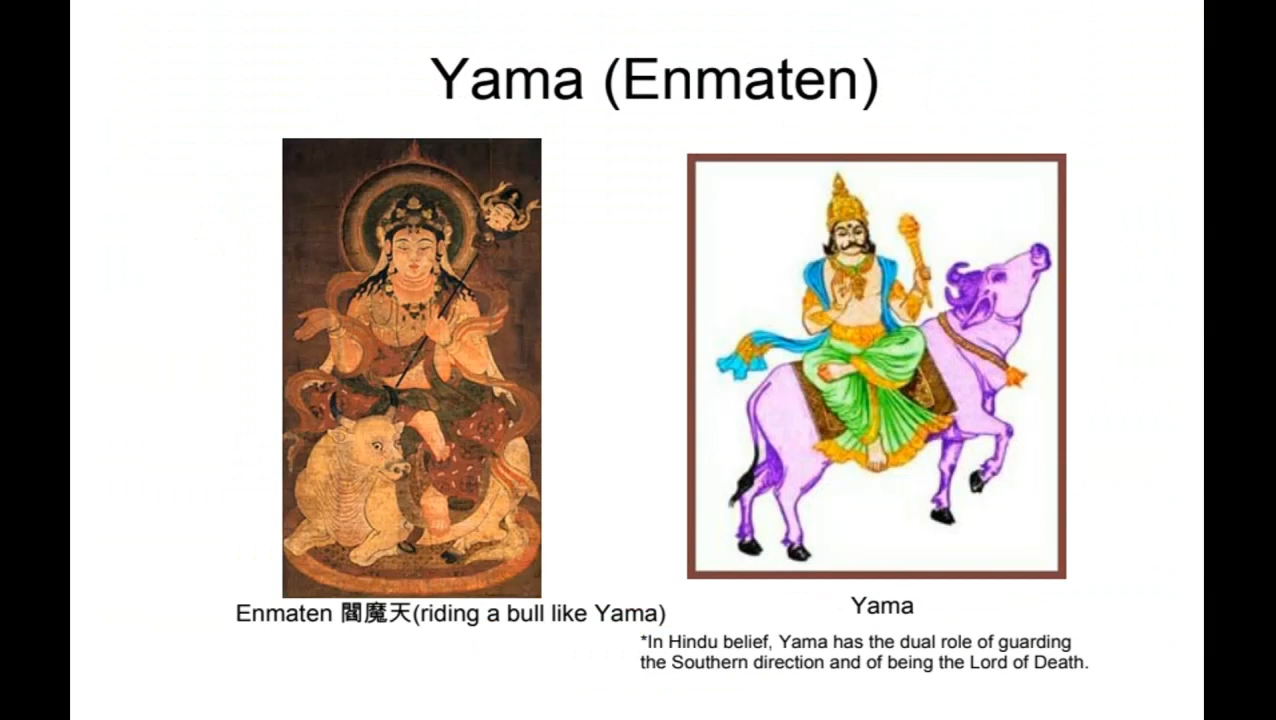 Yama (Enmaten)
Enmaten 閻魔天(riding a bull like Yama)
Yama
*In Hindu belief, Yama has the dual role of guarding
the Southern direction and of being the Lord of Death.